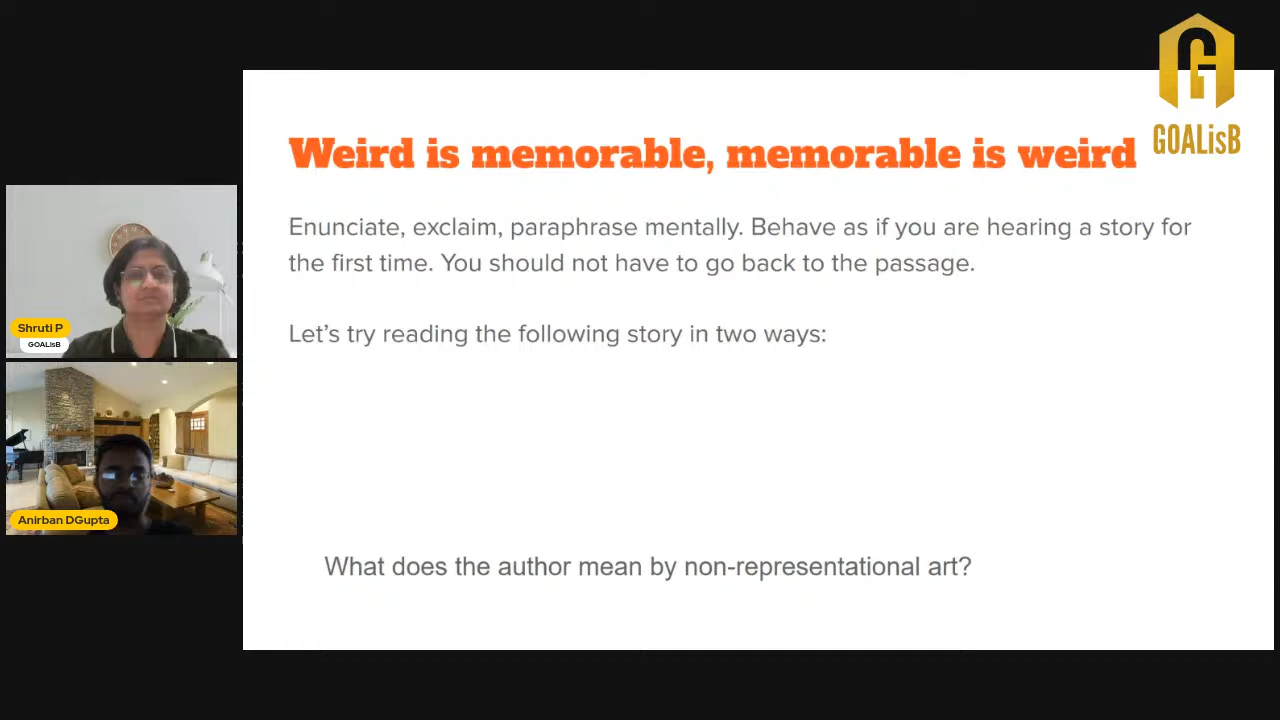 GOALisB
Weird is memorable, memorable is weird
Enunciate, exclaim, paraphrase mentally. Behave as if you are hearing a story for
the first time. You should not have to go back to the passage.
Let’s try reading the following story in two ways:
What does the author mean by non-representational art?
Shruti P
GOALisB
Anirban DGupta